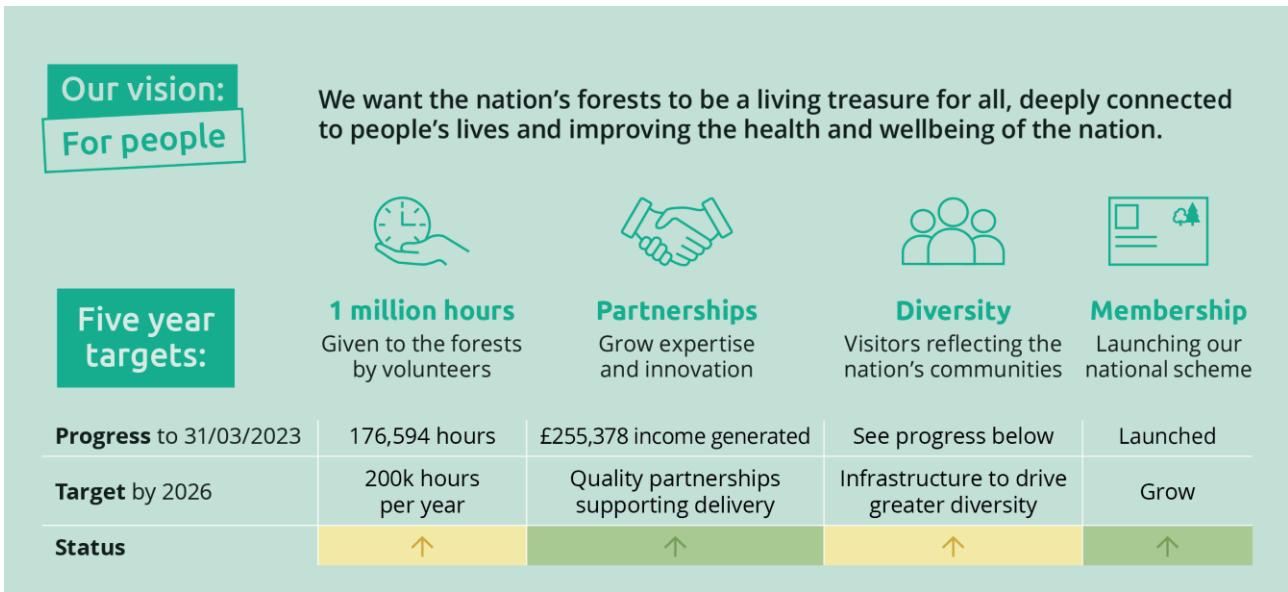 Our vision:
For people
We want the nation's forests to be a living treasure for all, deeply connected
to people's lives and improving the health and wellbeing of the nation.
Five year
targets:
1 million hours
Given to the forests
by volunteers
Partnerships
Grow expertise
and innovation
Diversity
Visitors reflecting the
nation's communities
Membership
Launching our
national scheme
Progress to 31/03/2023
176,594 hours
£255,378 income generated
See progress below
Launched
Target by 2026
200k hours
per year
Quality partnerships
supporting delivery
Infrastructure to drive
greater diversity
Grow
Status